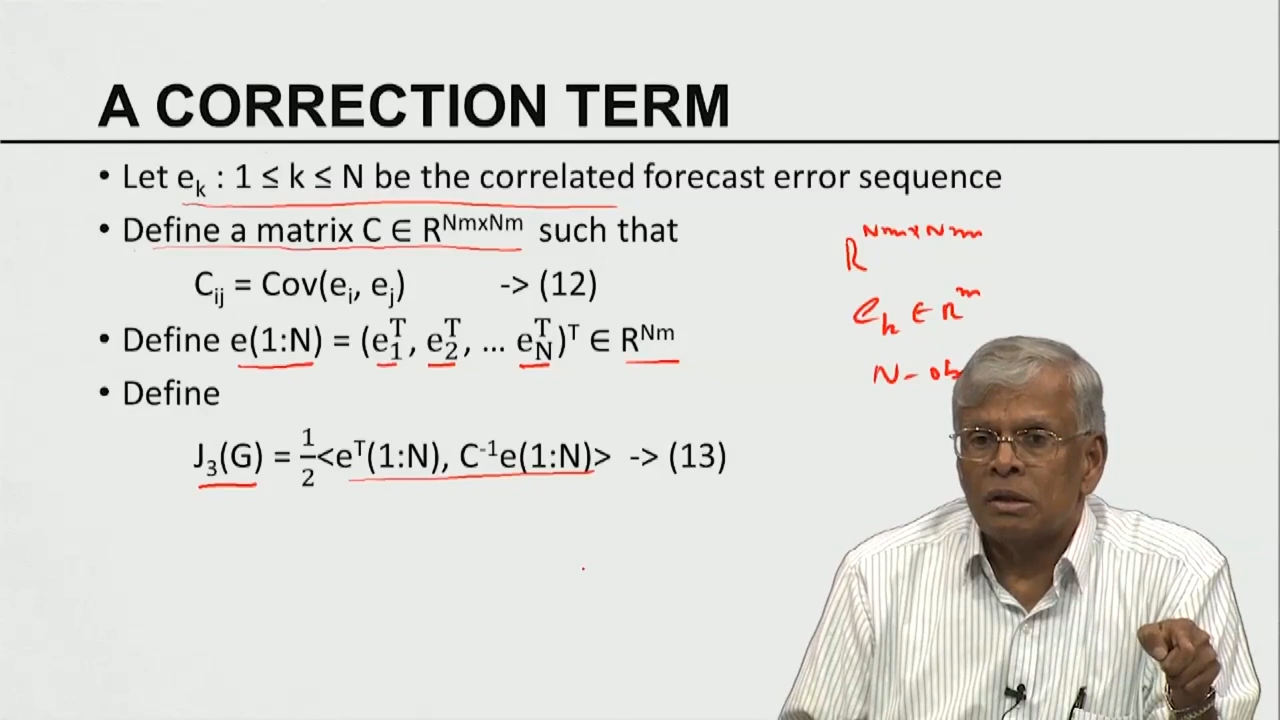 A CORRECTION TERM
• Let eₖ : 1 ≤ k ≤ N be the correlated forecast error sequence
• Define a matrix C ∈ R^NmxNm such that
Cᵢⱼ = Cov(eᵢ, eⱼ) -> (12)
• Define e(1:N) = (e₁ᵀ, e₂ᵀ, … e_Nᵀ)ᵀ ∈ R^Nm
• Define
J₃(G) = 1/2<eᵀ(1:N), C⁻¹e(1:N)> -> (13)
R^Nm×Nm
eₖ ∈ R^m
N - ob